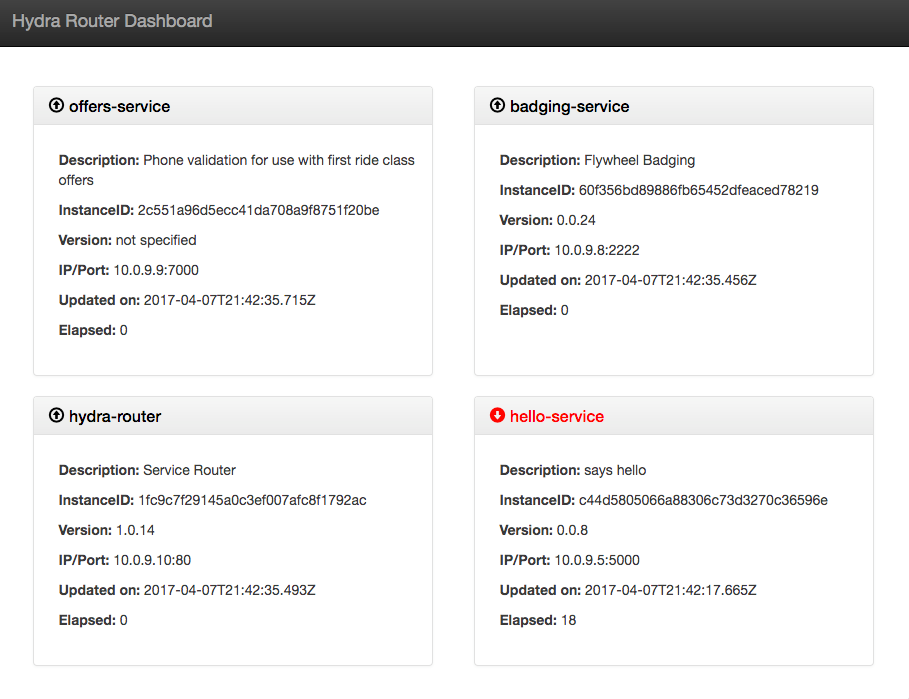 Hydra Router Dashboard
offers-service
Description: Phone validation for use with first ride class
offers
InstanceID: 2c551a96d5ecc41da708a9f8751f20be
Version: not specified
IP/Port: 10.0.9.9:7000
Updated on: 2017-04-07T21:42:35.715Z
Elapsed: 0
badging-service
Description: Flywheel Badging
InstanceID: 60f356bd89886fb65452dfeaced78219
Version: 0.0.24
IP/Port: 10.0.9.8:2222
Updated on: 2017-04-07T21:42:35.456Z
Elapsed: 0
hydra-router
Description: Service Router
InstanceID: 1fc9c7f29145a0c3ef007afc8f1792ac
Version: 1.0.14
IP/Port: 10.0.9.10:80
Updated on: 2017-04-07T21:42:35.493Z
Elapsed: 0
hello-service
Description: says hello
InstanceID: c44d5805066a88306c73d3270c36596e
Version: 0.0.8
IP/Port: 10.0.9.5:5000
Updated on: 2017-04-07T21:42:17.665Z
Elapsed: 18